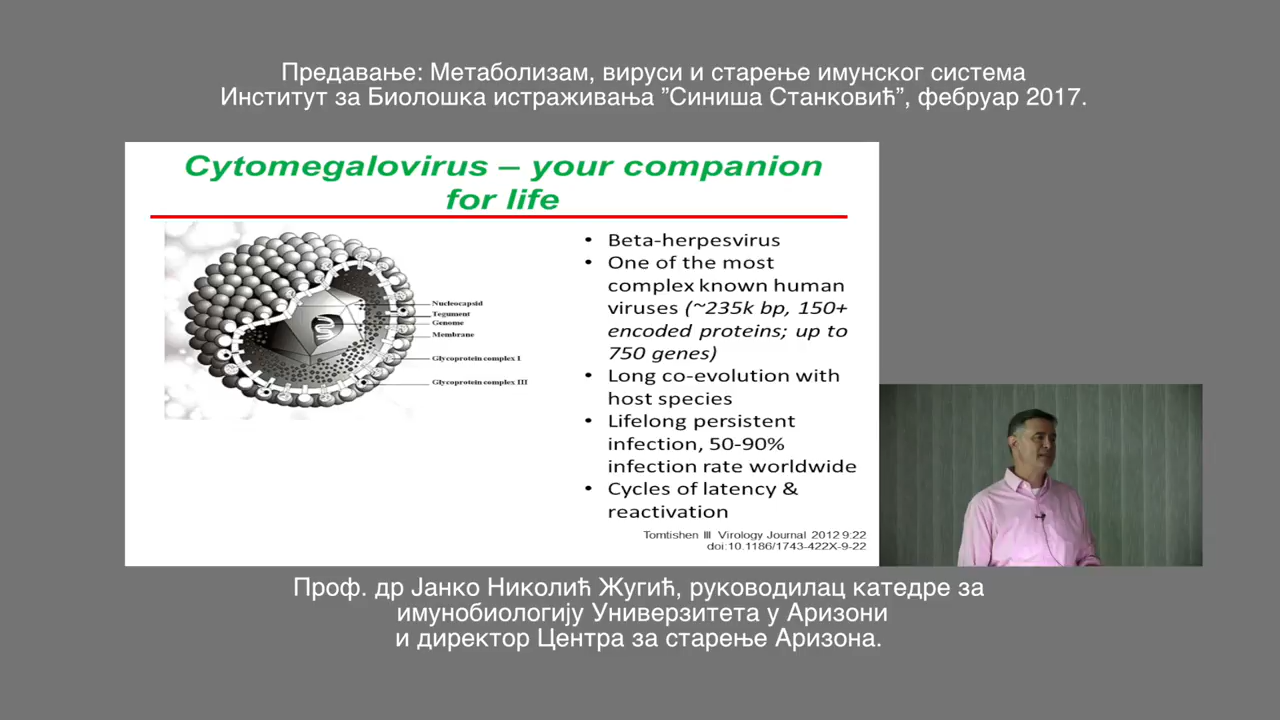 Предавање: Метаболизам, вируси и старење имунског система
Институт за Биолошка истраживања ”Синиша Станковић”, фебруар 2017.
Cytomegalovirus – your companion
for life
Nucleocapsid
Tegument
Genome
Membrane
Glycoprotein complex I
Glycoprotein complex III
• Beta-herpesvirus
• One of the most
complex known human
viruses (~235k bp, 150+
encoded proteins; up to
750 genes)
• Long co-evolution with
host species
• Lifelong persistent
infection, 50-90%
infection rate worldwide
• Cycles of latency &
reactivation
Tomtishen III Virology Journal 2012 9:22
doi:10.1186/1743-422X-9-22
Проф. др Јанко Николић Жугић, руководилац катедре за
имунобиологију Универзитета у Аризони
и директор Центра за старење Аризона.